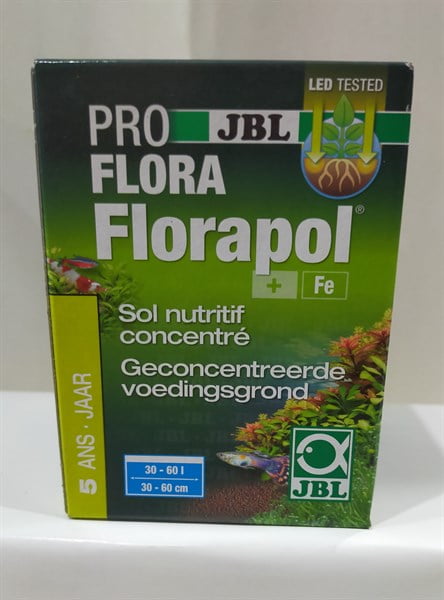 LED TESTED
PRO JBL
FLORA
Florapol®
+ Fe
Sol nutritif
concentré
Geconcentreerde
voedingsgrond
5 ANS · JAAR
30 - 60 l
30 - 60 cm
JBL